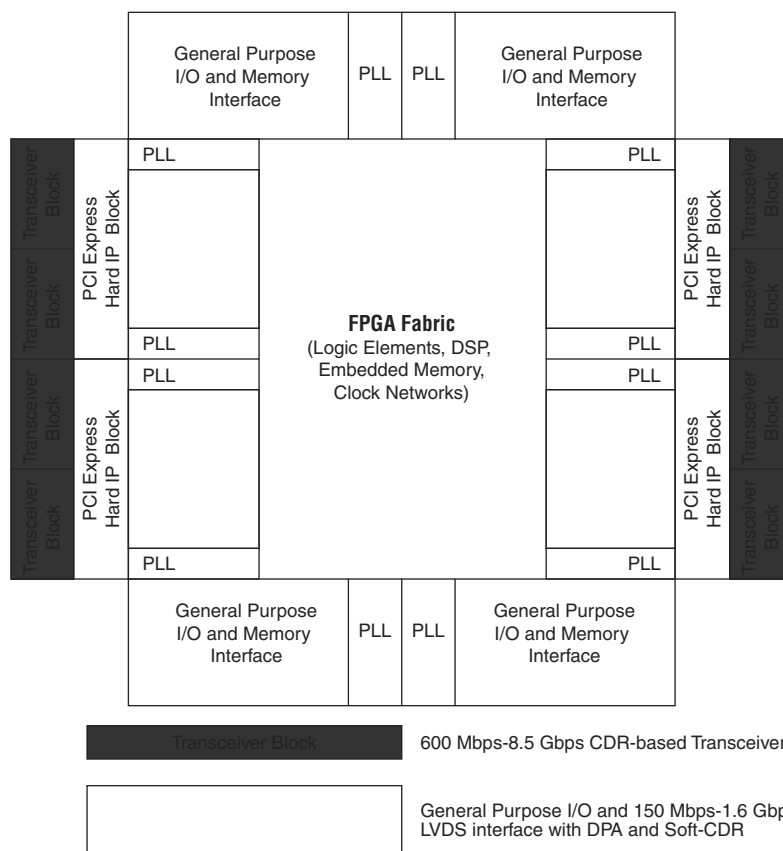 General Purpose
I/O and Memory
Interface
PLL
PLL
General Purpose
I/O and Memory
Interface
Transceiver
Block
PCI Express
Hard IP Block
PLL
PLL
PCI Express
Hard IP Block
Transceiver
Block
Transceiver
Block
PLL
FPGA Fabric
(Logic Elements, DSP,
Embedded Memory,
Clock Networks)
PLL
Transceiver
Block
Transceiver
Block
PCI Express
Hard IP Block
PLL
PLL
PCI Express
Hard IP Block
Transceiver
Block
Transceiver
Block
PLL
PLL
Transceiver
Block
General Purpose
I/O and Memory
Interface
PLL
PLL
General Purpose
I/O and Memory
Interface
Transceiver Block
600 Mbps-8.5 Gbps CDR-based Transceiver
General Purpose I/O and 150 Mbps-1.6 Gbp
LVDS interface with DPA and Soft-CDR